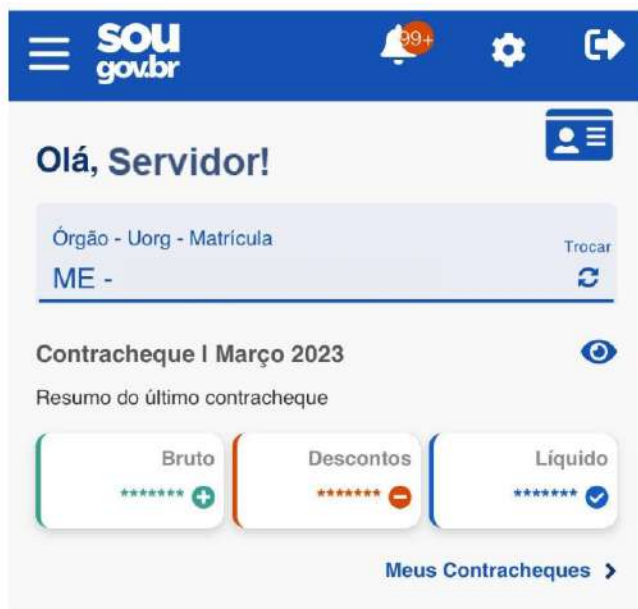 sou
gov.br
99+
Olá, Servidor!
Órgão - Uorg - Matrícula
Trocar
ME -
Contracheque | Março 2023
Resumo do último contracheque
Bruto
*******
Descontos
*******
Líquido
*******
Meus Contracheques